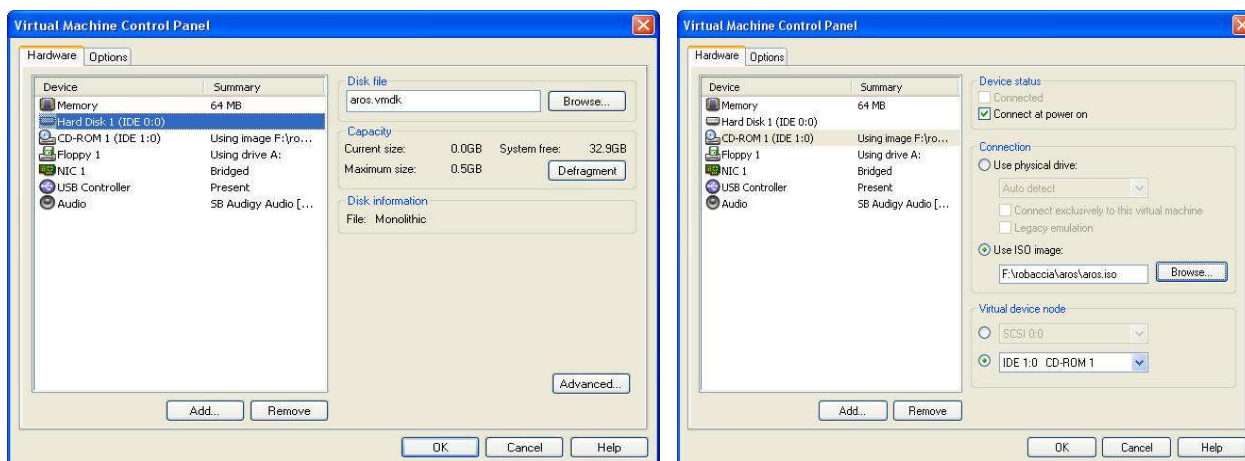 Virtual Machine Control Panel
Hardware Options
Device Summary
Memory 64 MB
Hard Disk 1 (IDE 0:0)
CD-ROM 1 (IDE 1:0) Using image F:\ro...
Floppy 1 Using drive A:
NIC 1 Bridged
USB Controller Present
Audio SB Audigy Audio [...
Add... Remove
Disk file
aros.vmdk Browse...
Capacity
Current size: 0.0GB System free: 32.9GB
Maximum size: 0.5GB Defragment
Disk information
File: Monolithic
Advanced...
OK Cancel Help
Virtual Machine Control Panel
Hardware Options
Device Summary
Memory 64 MB
Hard Disk 1 (IDE 0:0)
CD-ROM 1 (IDE 1:0) Using image F:\ro...
Floppy 1 Using drive A:
NIC 1 Bridged
USB Controller Present
Audio SB Audigy Audio [...
Add... Remove
Device status
Connected
Connect at power on
Connection
Use physical drive:
Auto detect
Connect exclusively to this virtual machine
Legacy emulation
Use ISO image:
F:\robaccia\aros\aros.iso Browse...
Virtual device node
SCSI 0:0
IDE 1:0 CD-ROM 1
OK Cancel Help